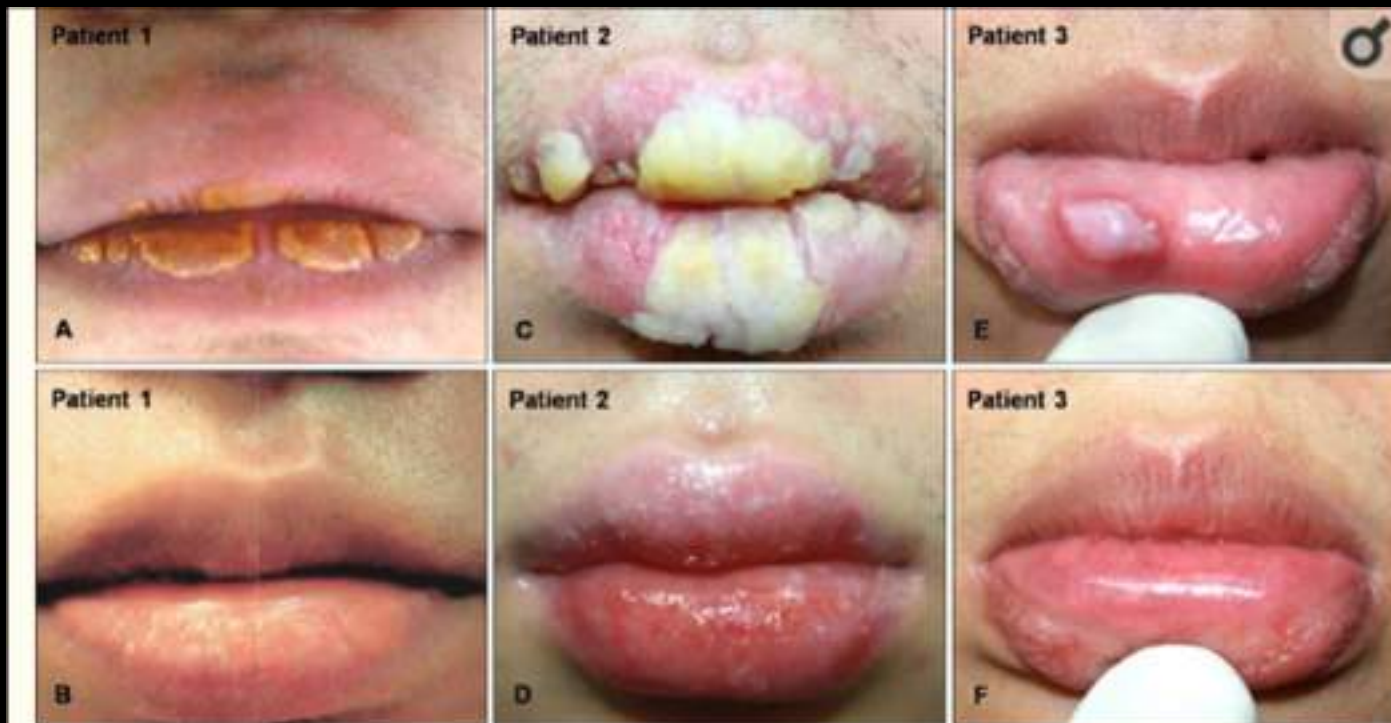 Patient 1
Patient 2
Patient 3
A
C
E
Patient 1
Patient 2
Patient 3
B
D
F